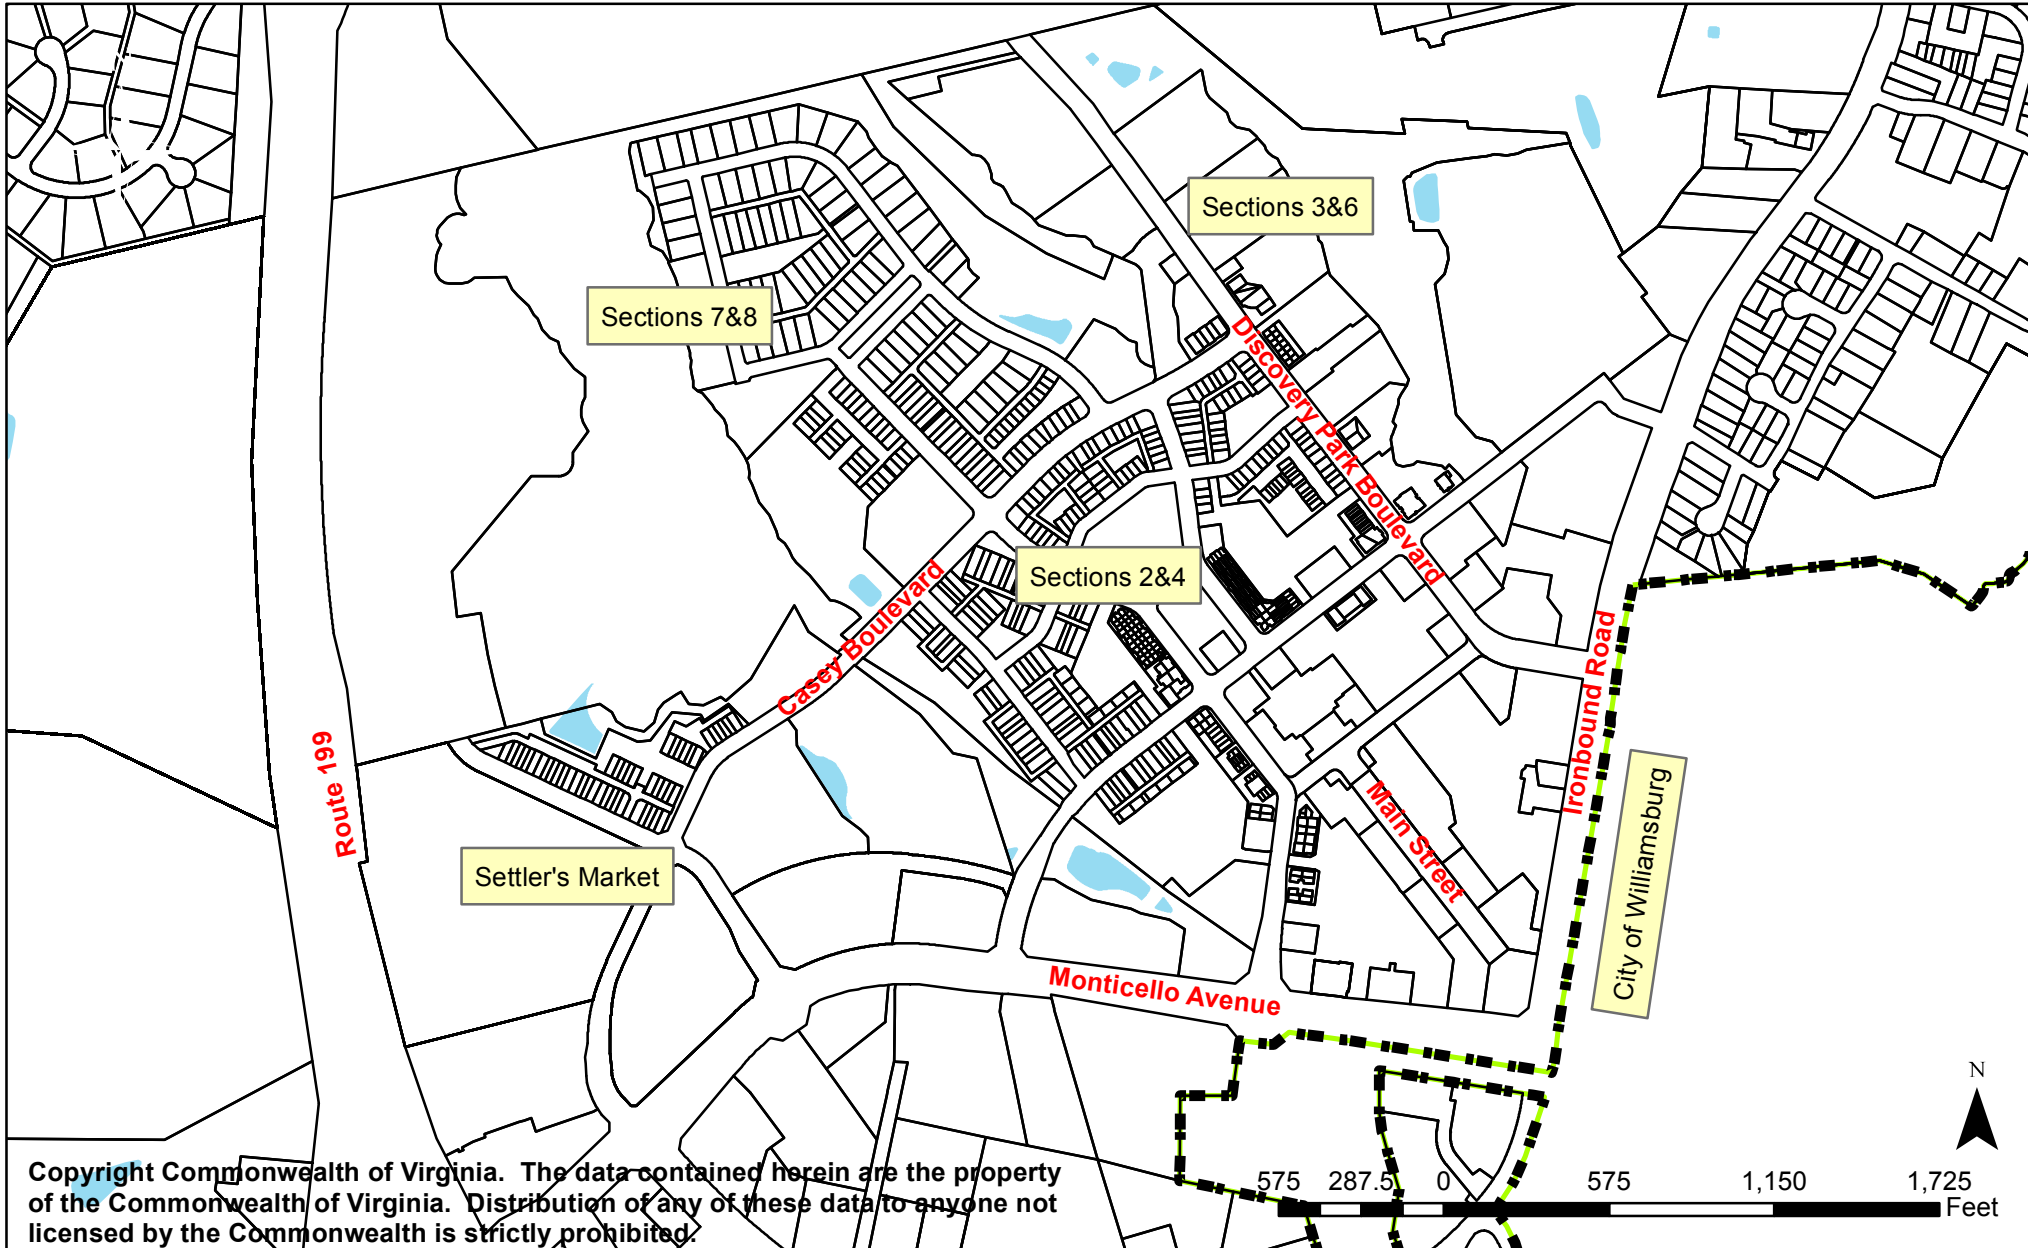 Sections 3&6
Sections 7&8
Discovery Park Boulevard
Sections 2&4
Casey Boulevard
Ironbound Road
Route 199
Main Street
City of Williamsburg
Settler's Market
Monticello Avenue
N
Copyright Commonwealth of Virginia. The data contained herein are the property
of the Commonwealth of Virginia. Distribution of any of these data to anyone not
licensed by the Commonwealth is strictly prohibited.
575 287.5 0 575 1,150 1,725
Feet